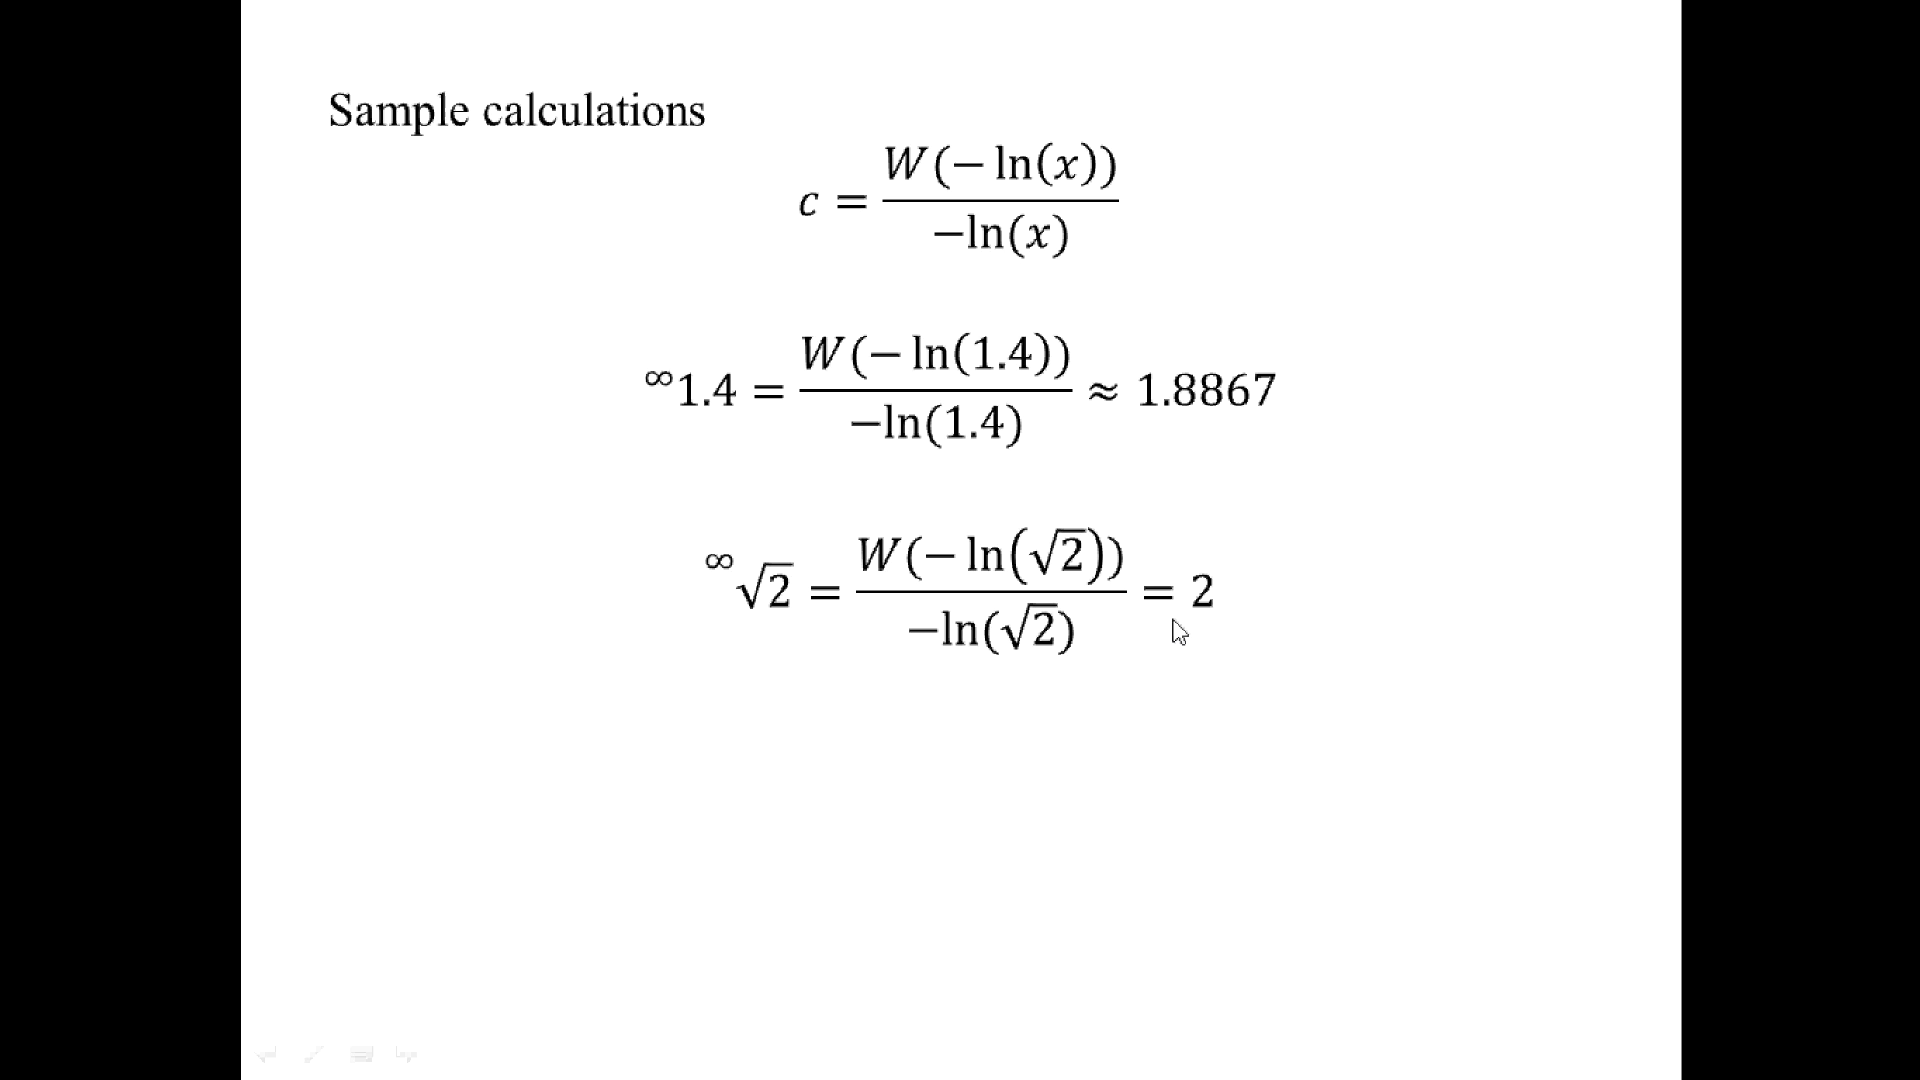 Sample calculations
c = W(− ln(x)) / −ln(x)
∞1.4 = W(− ln(1.4)) / −ln(1.4) ≈ 1.8867
∞√2 = W(− ln(√2)) / −ln(√2) = 2